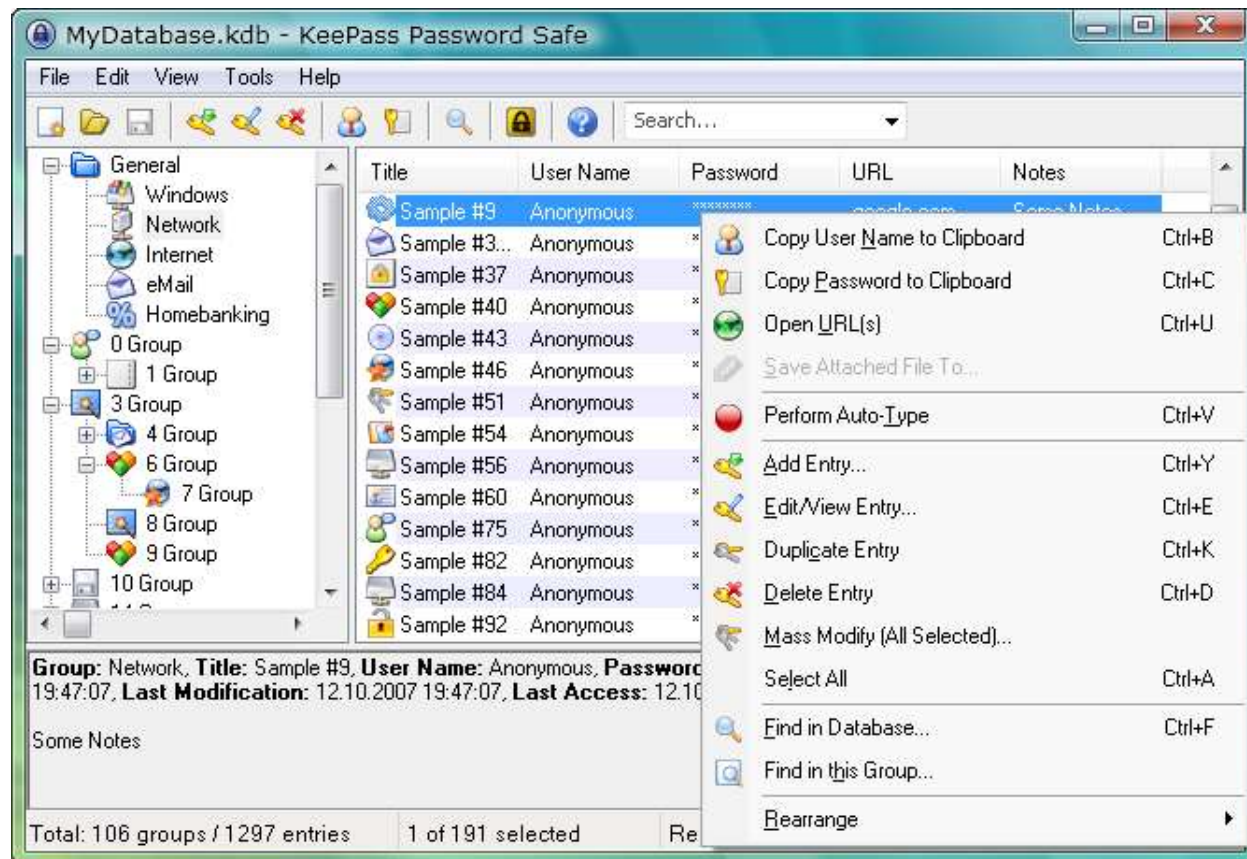 MyDatabase.kdb - KeePass Password Safe
File Edit View Tools Help
Search...
General
Windows
Network
Internet
eMail
Homebanking
0 Group
1 Group
3 Group
4 Group
6 Group
7 Group
8 Group
9 Group
10 Group
Title User Name Password URL Notes
Sample #9 Anonymous ******** google.com Some Notes
Sample #3... Anonymous *
Sample #37 Anonymous *
Sample #40 Anonymous *
Sample #43 Anonymous *
Sample #46 Anonymous *
Sample #51 Anonymous *
Sample #54 Anonymous *
Sample #56 Anonymous *
Sample #60 Anonymous *
Sample #75 Anonymous *
Sample #82 Anonymous *
Sample #84 Anonymous *
Sample #92 Anonymous *
Copy User Name to Clipboard Ctrl+B
Copy Password to Clipboard Ctrl+C
Open URL(s) Ctrl+U
Save Attached File To...
Perform Auto-Type Ctrl+V
Add Entry... Ctrl+Y
Edit/View Entry... Ctrl+E
Duplicate Entry Ctrl+K
Delete Entry Ctrl+D
Mass Modify (All Selected)...
Select All Ctrl+A
Find in Database... Ctrl+F
Find in this Group...
Rearrange
Group: Network, Title: Sample #9, User Name: Anonymous, Password
19:47:07, Last Modification: 12.10.2007 19:47:07, Last Access: 12.10
Some Notes
Total: 106 groups / 1297 entries 1 of 191 selected Re